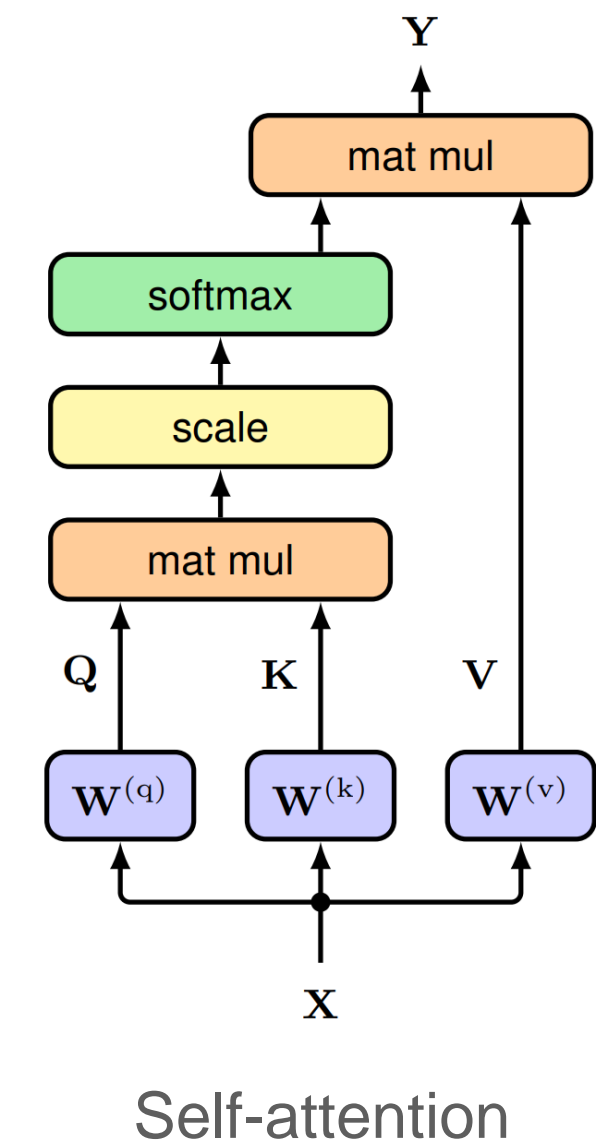 Y
mat mul
softmax
scale
mat mul
Q K V
W^(q) W^(k) W^(v)
X
Self-attention